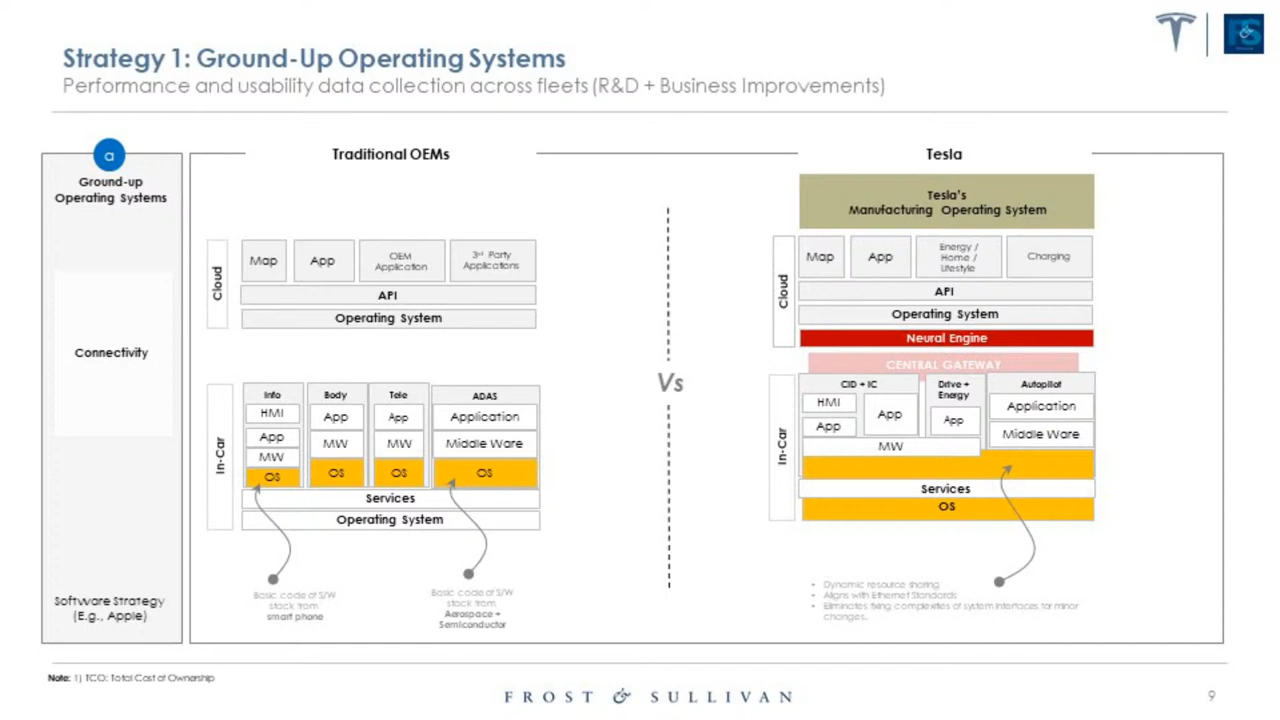 Strategy 1: Ground-Up Operating Systems
Performance and usability data collection across fleets (R&D + Business Improvements)
a
Ground-up
Operating Systems
Connectivity
Software Strategy
(E.g., Apple)
Traditional OEMs
Cloud
Map
App
OEM
Application
3rd Party
Applications
API
Operating System
In-Car
Info
HMI
App
MW
OS
Body
App
MW
OS
Tele
App
MW
OS
ADAS
Application
Middle Ware
OS
Services
Operating System
Basic code of S/W
stack from
smart phone
Basic code of S/W
stack from
Aerospace +
Semiconductor
Vs
Tesla
Tesla's
Manufacturing Operating System
Cloud
Map
App
Energy /
Home /
Lifestyle
Charging
API
Operating System
Neural Engine
CENTRAL GATEWAY
In-Car
CID + IC
HMI
App
App
Drive +
Energy
App
Autopilot
Application
Middle Ware
MW
Services
OS
• Dynamic resource sharing
• Aligns with Ethernet Standards
• Eliminates fixing complexities of system interfaces for minor
changes.
Note: 1) TCO: Total Cost of Ownership
FROST & SULLIVAN
9